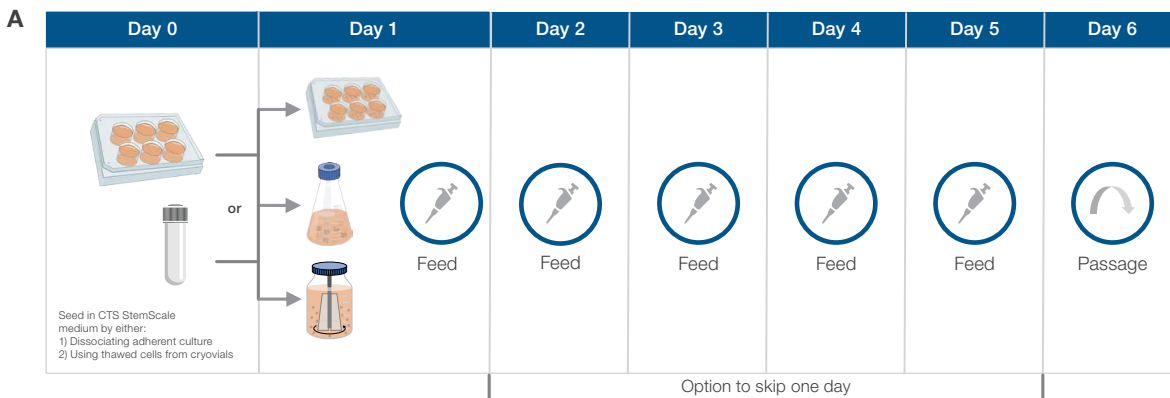 A
Day 0
Day 1
Day 2
Day 3
Day 4
Day 5
Day 6
or
Feed
Feed
Feed
Feed
Feed
Passage
Seed in CTS StemScale
medium by either:
1) Dissociating adherent culture
2) Using thawed cells from cryovials
Option to skip one day